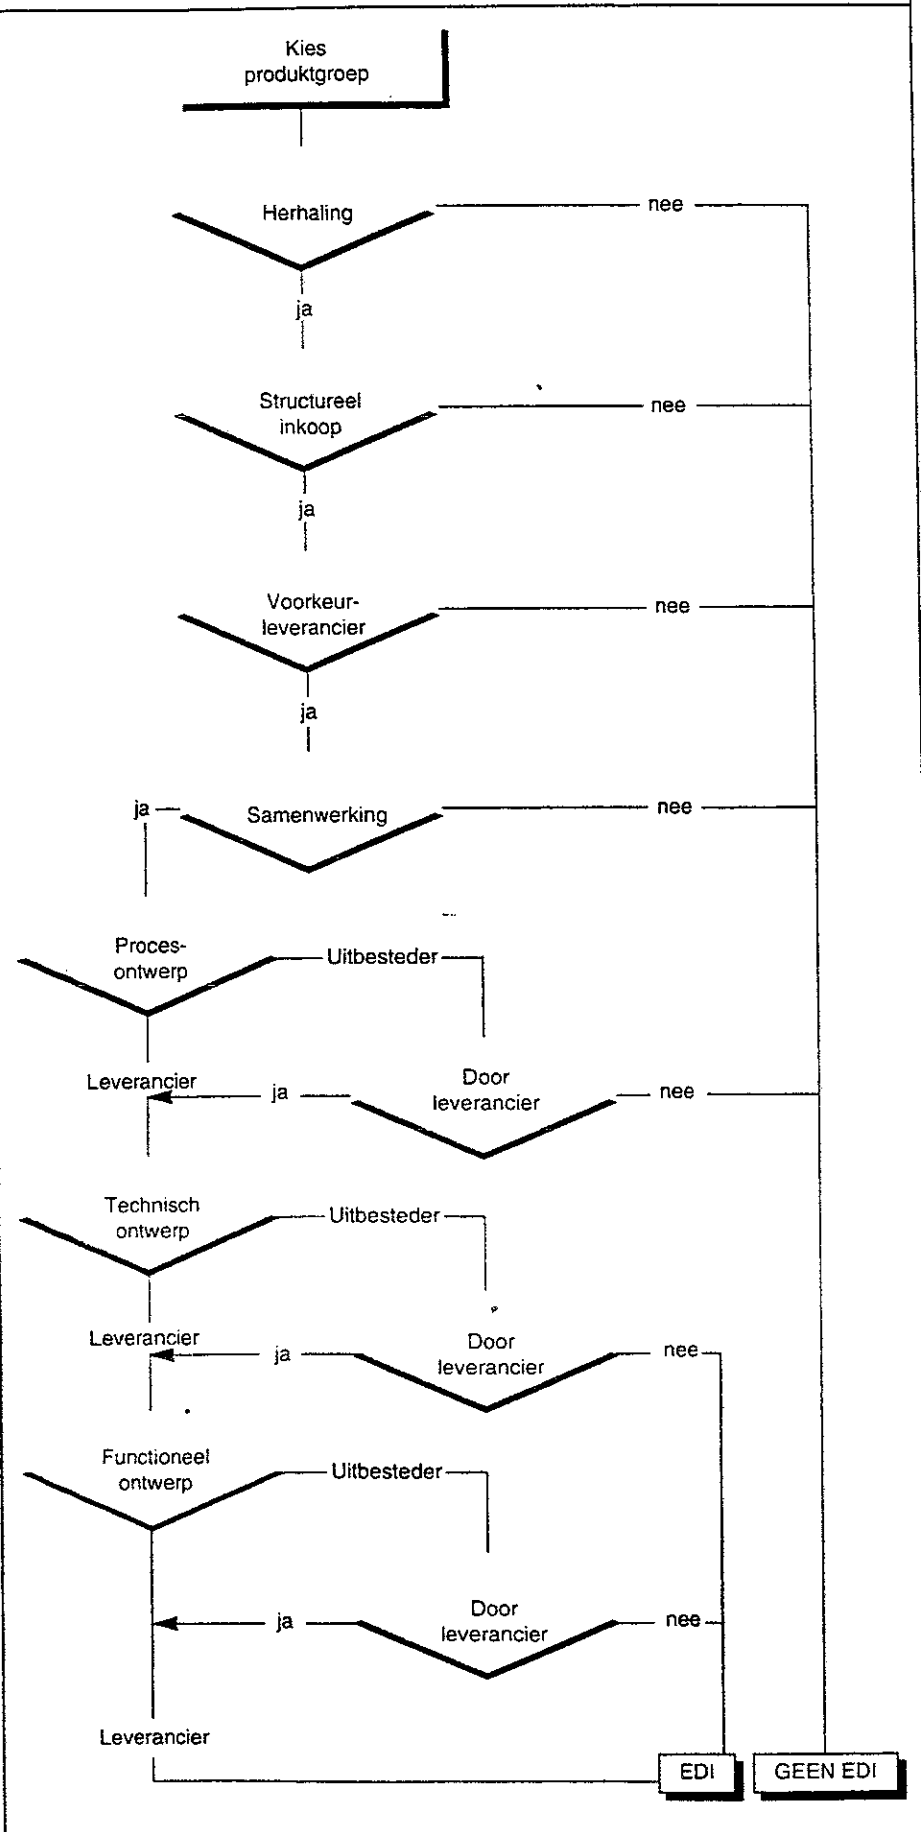 Kies
produktgroep
Herhaling
nee
ja
Structureel
inkoop
nee
ja
Voorkeur-
leverancier
nee
ja
ja
Samenwerking
nee
Proces-
ontwerp
Uitbesteder
Leverancier
ja
Door
leverancier
nee
Technisch
ontwerp
Uitbesteder
Leverancier
ja
Door
leverancier
nee
Functioneel
ontwerp
Uitbesteder
ja
Door
leverancier
nee
Leverancier
EDI
GEEN EDI